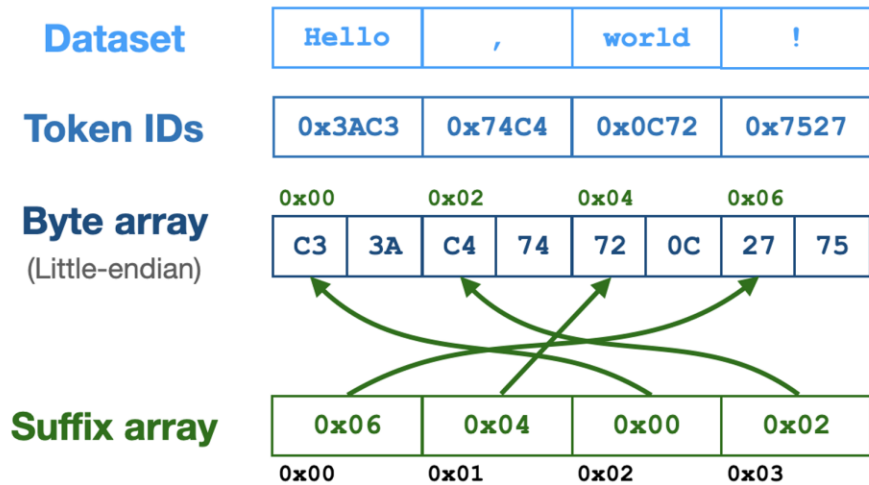 Dataset Hello , world !
Token IDs 0x3AC3 0x74C4 0x0C72 0x7527
0x00 0x02 0x04 0x06
Byte array C3 3A C4 74 72 0C 27 75
(Little-endian)
Suffix array 0x06 0x04 0x00 0x02
0x00 0x01 0x02 0x03